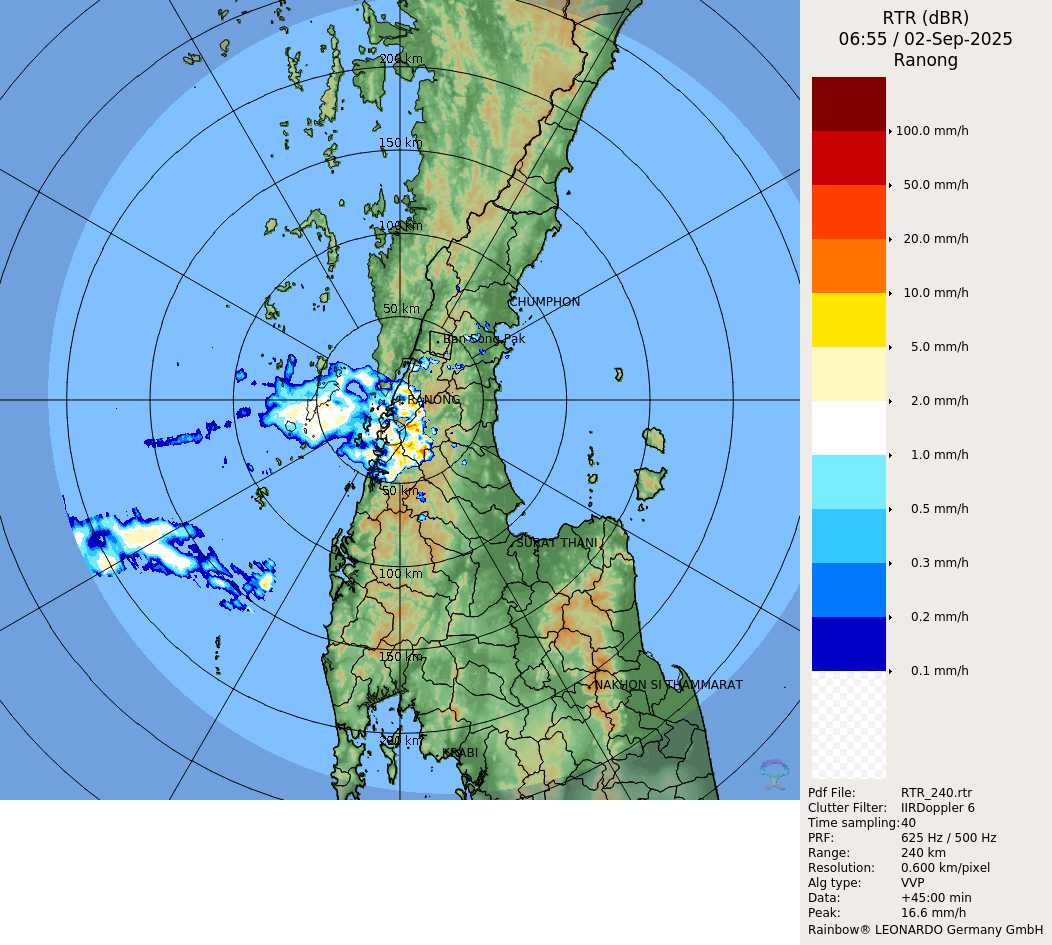 RTR (dBR)
06:55 / 02-Sep-2025
Ranong
200 km
150 km
100 km
50 km
CHUMPHON
Ban Song Pak
RANONG
50 km
SURAT THANI
100 km
150 km
NAKHON SI THAMMARAT
200 km
KRABI
100.0 mm/h
50.0 mm/h
20.0 mm/h
10.0 mm/h
5.0 mm/h
2.0 mm/h
1.0 mm/h
0.5 mm/h
0.3 mm/h
0.2 mm/h
0.1 mm/h
Pdf File: RTR_240.rtr
Clutter Filter: IIRDoppler 6
Time sampling:40
PRF: 625 Hz / 500 Hz
Range: 240 km
Resolution: 0.600 km/pixel
Alg type: VVP
Data: +45:00 min
Peak: 16.6 mm/h
Rainbow® LEONARDO Germany GmbH